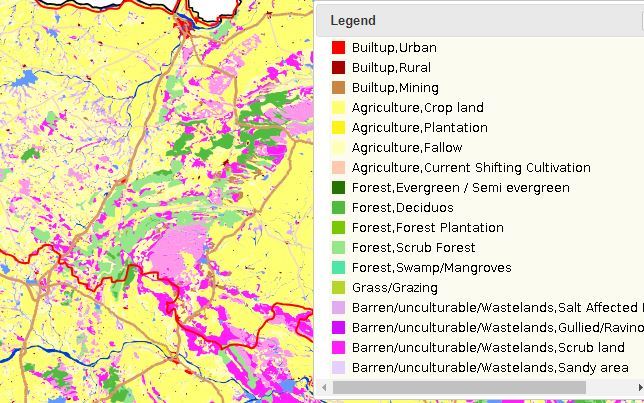 Legend
Builtup,Urban
Builtup,Rural
Builtup,Mining
Agriculture,Crop land
Agriculture,Plantation
Agriculture,Fallow
Agriculture,Current Shifting Cultivation
Forest,Evergreen / Semi evergreen
Forest,Deciduos
Forest,Forest Plantation
Forest,Scrub Forest
Forest,Swamp/Mangroves
Grass/Grazing
Barren/unculturable/Wastelands,Salt Affected
Barren/unculturable/Wastelands,Gullied/Ravino
Barren/unculturable/Wastelands,Scrub land
Barren/unculturable/Wastelands,Sandy area